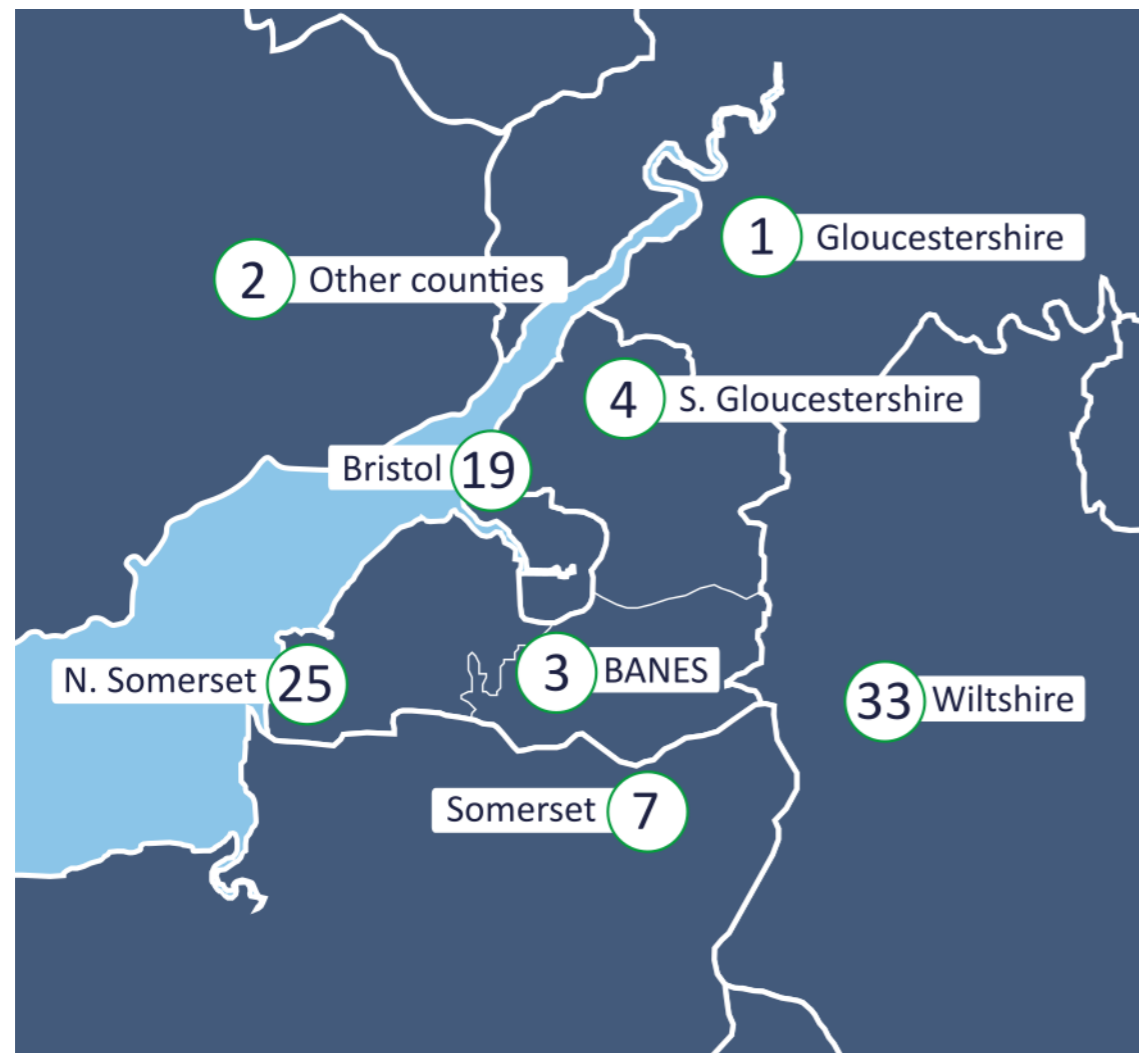 1 Gloucestershire
2 Other counties
4 S. Gloucestershire
Bristol 19
N. Somerset 25
3 BANES
33 Wiltshire
Somerset 7